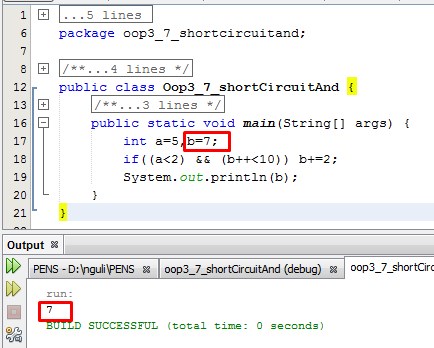 1 ...5 lines
6 package oop3_7_shortcircuitand;
7
8 /**...4 lines */
12 public class Oop3_7_shortCircuitAnd {
13 /**...3 lines */
16 public static void main(String[] args) {
17 int a=5,b=7;
18 if((a<2) && (b++<10)) b+=2;
19 System.out.println(b);
20 }
21 }
Output
PENS - D:\nguli\PENS oop3_7_shortCircuitAnd (debug) oop3_7_shortCir
run:
7
BUILD SUCCESSFUL (total time: 0 seconds)